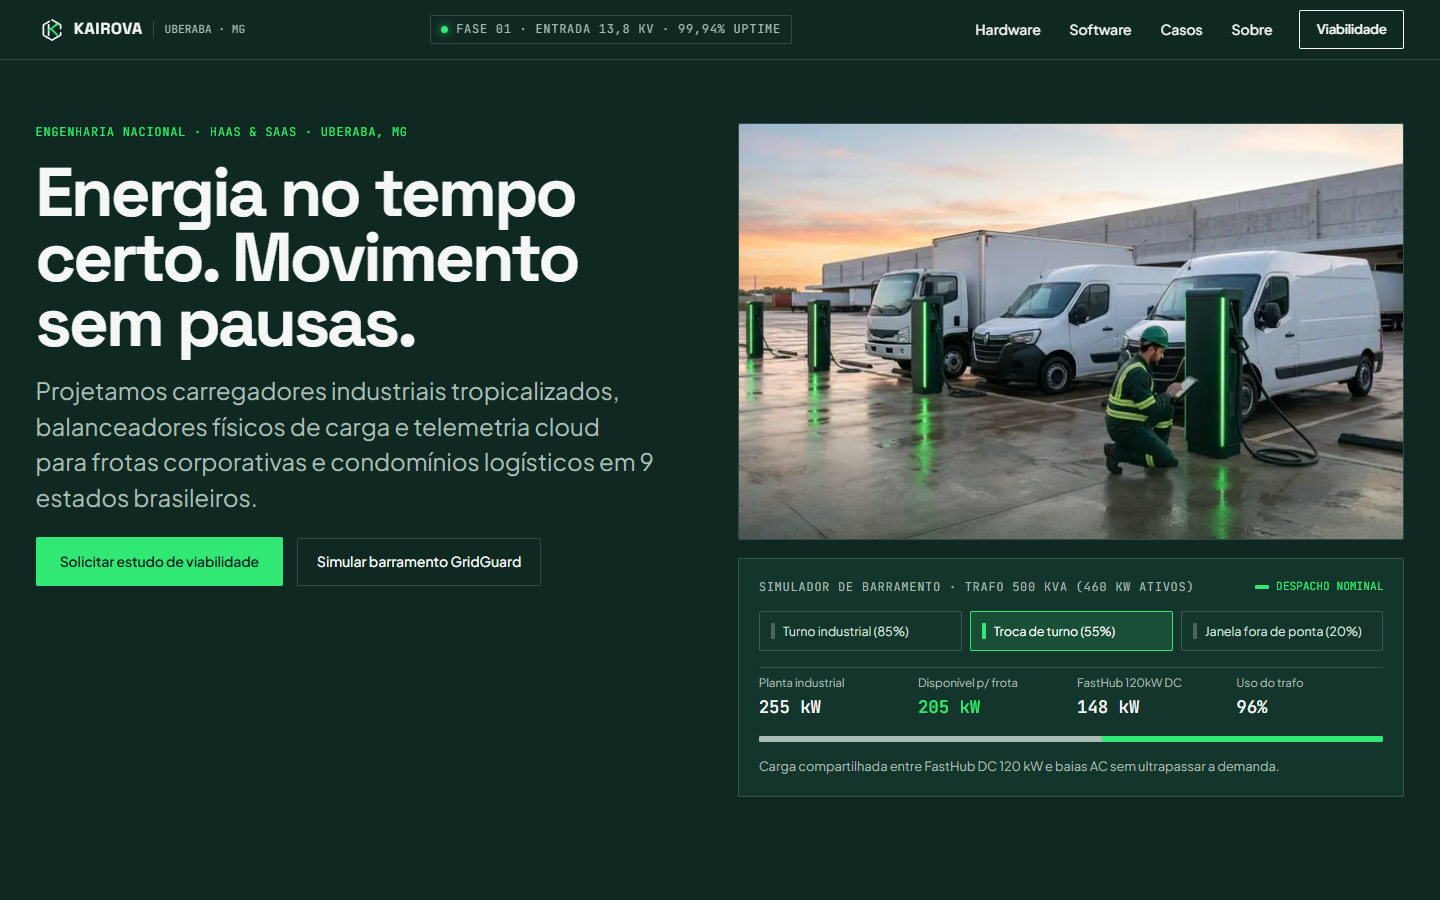 KAIROVA
UBERABA · MG
FASE 01 · ENTRADA 13,8 KV · 99,94% UPTIME
Hardware
Software
Casos
Sobre
Viabilidade
ENGENHARIA NACIONAL · HAAS & SAAS · UBERABA, MG
Energia no tempo
certo. Movimento
sem pausas.
Projetamos carregadores industriais tropicalizados,
balanceadores físicos de carga e telemetria cloud
para frotas corporativas e condomínios logísticos em 9
estados brasileiros.
Solicitar estudo de viabilidade
Simular barramento GridGuard
SIMULADOR DE BARRAMENTO · TRAFO 500 KVA (460 KW ATIVOS)
DESPACHO NOMINAL
Turno industrial (85%)
Troca de turno (55%)
Janela fora de ponta (20%)
Planta industrial
Disponível p/ frota
FastHub 120kW DC
Uso do trafo
255 kW
205 kW
148 kW
96%
Carga compartilhada entre FastHub DC 120 kW e baias AC sem ultrapassar a demanda.